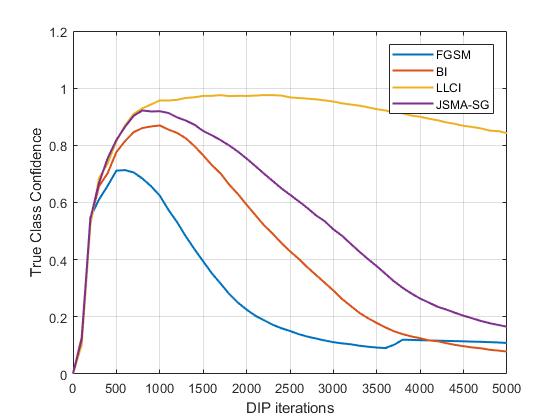 1.2
1
0.8
0.6
0.4
0.2
0
True Class Confidence
FGSM
BI
LLCI
JSMA-SG
0 500 1000 1500 2000 2500 3000 3500 4000 4500 5000
DIP iterations